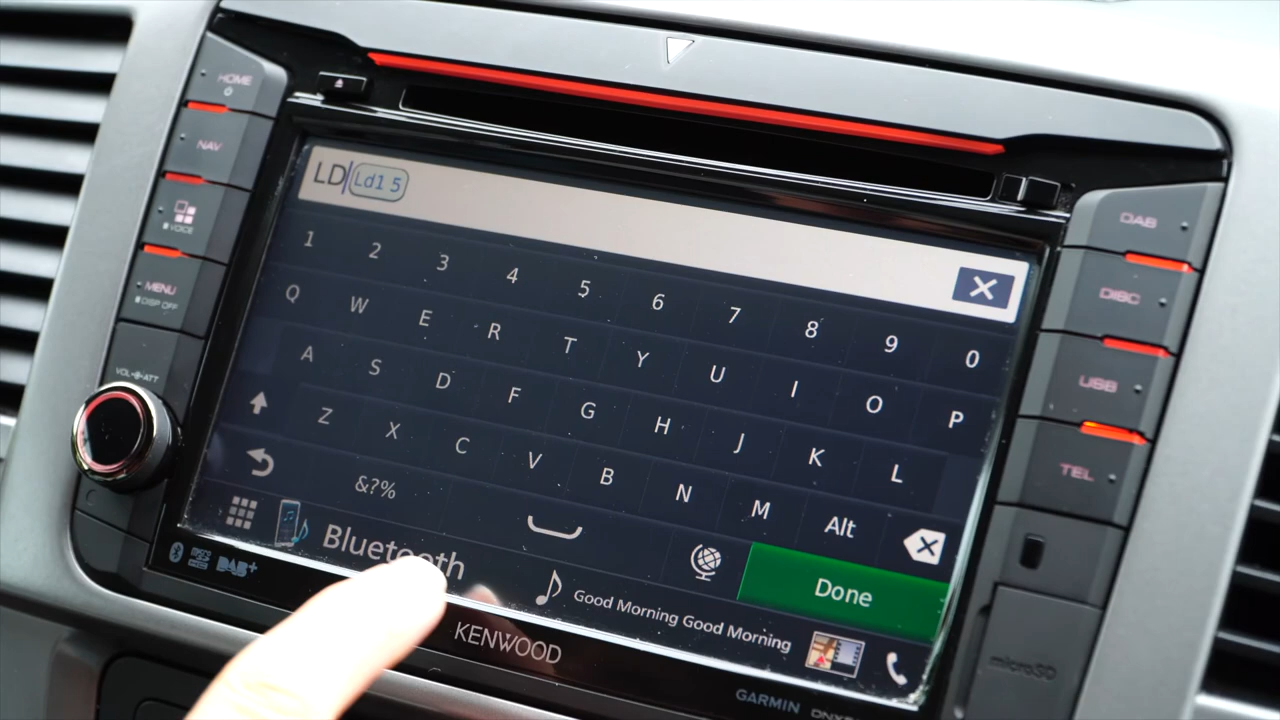 HOME
NAV
VOICE
MENU
DISP OFF
VOL ATT
LD Ld1 5
1 2 3 4 5 6 7 8 9 0
Q W E R T Y U I O P
A S D F G H J K L
Z X C V B N M Alt
&?%
Done
Bluetooth
Good Morning Good Morning
DAB
DISC
USB
TEL
microSD
DAB+
KENWOOD
GARMIN